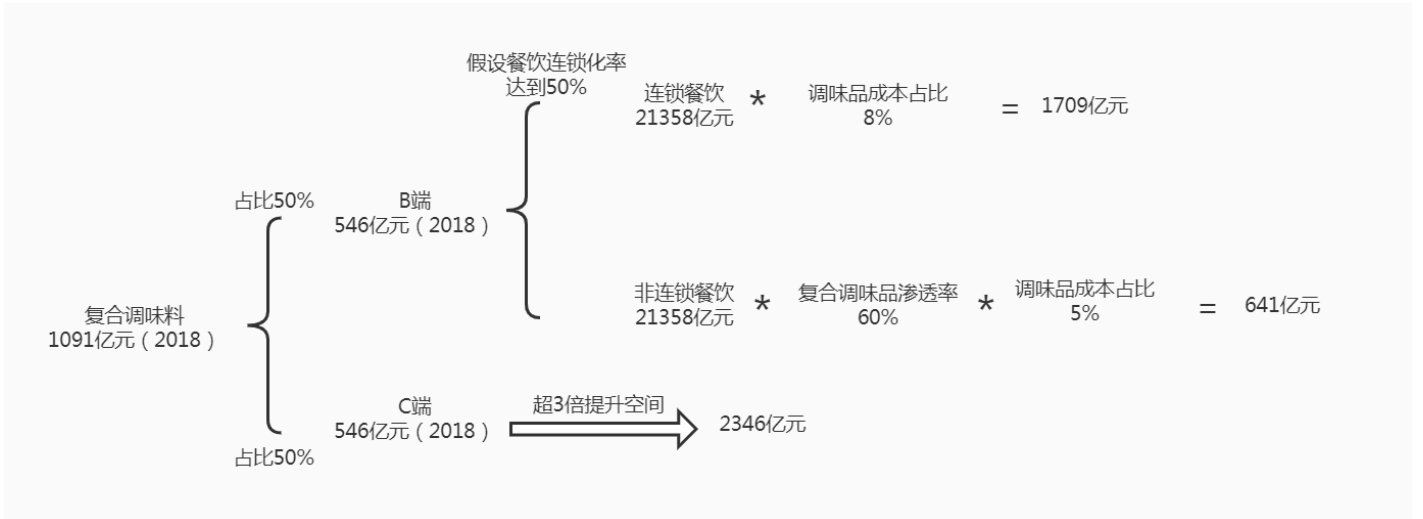 假设餐饮连锁化率
达到50%
连锁餐饮
21358亿元
*
调味品成本占比
8%
=
1709亿元
占比50%
B端
546亿元（2018）
复合调味料
1091亿元（2018）
非连锁餐饮
21358亿元
*
复合调味品渗透率
60%
*
调味品成本占比
5%
=
641亿元
C端
546亿元（2018）
超3倍提升空间
2346亿元
占比50%